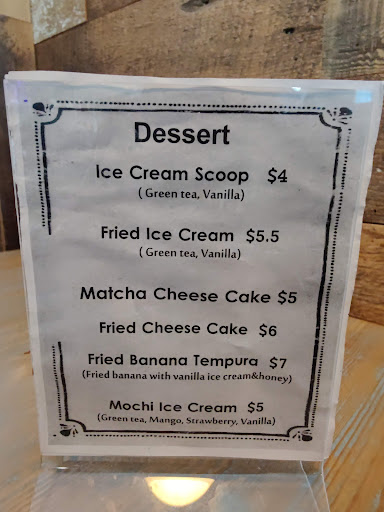 Dessert
Ice Cream Scoop $4
( Green tea, Vanilla)
Fried Ice Cream $5.5
( Green tea, Vanilla)
Matcha Cheese Cake $5
Fried Cheese Cake $6
Fried Banana Tempura $7
(Fried banana with vanilla ice cream&honey)
Mochi Ice Cream $5
(Green tea, Mango, Strawberry, Vanilla)